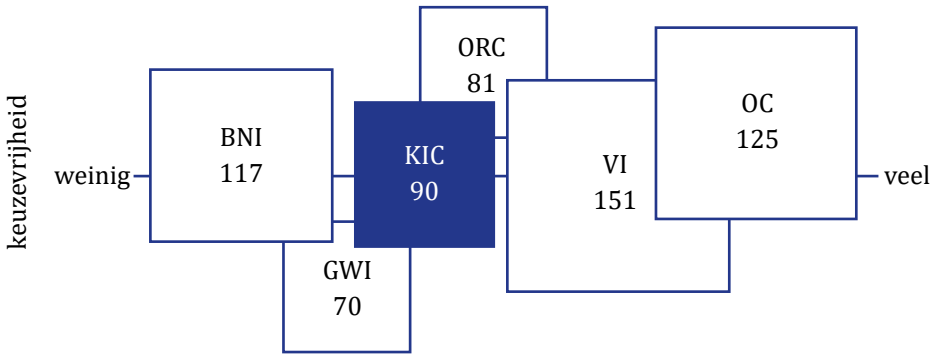 keuzevrijheid
weinig
BNI
117
GWI
70
KIC
90
ORC
81
VI
151
OC
125
veel